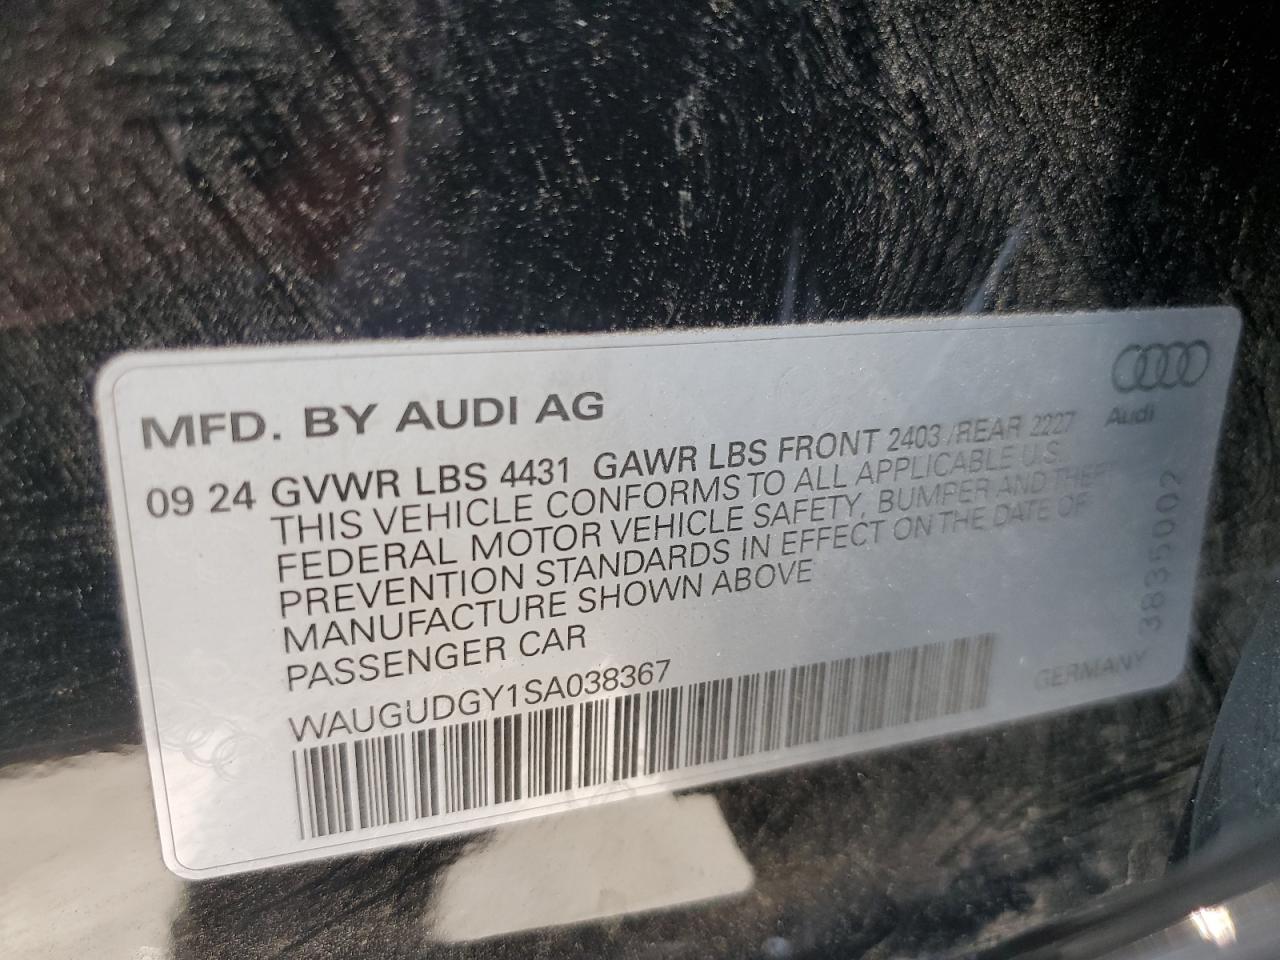 MFD. BY AUDI AG
Audi
09 24 GVWR LBS 4431 GAWR LBS FRONT 2403 /REAR 2227
THIS VEHICLE CONFORMS TO ALL APPLICABLE U.S.
FEDERAL MOTOR VEHICLE SAFETY, BUMPER AND THEFT
PREVENTION STANDARDS IN EFFECT ON THE DATE OF
MANUFACTURE SHOWN ABOVE
PASSENGER CAR
WAUGUDGY1SA038367
GERMANY
3835002